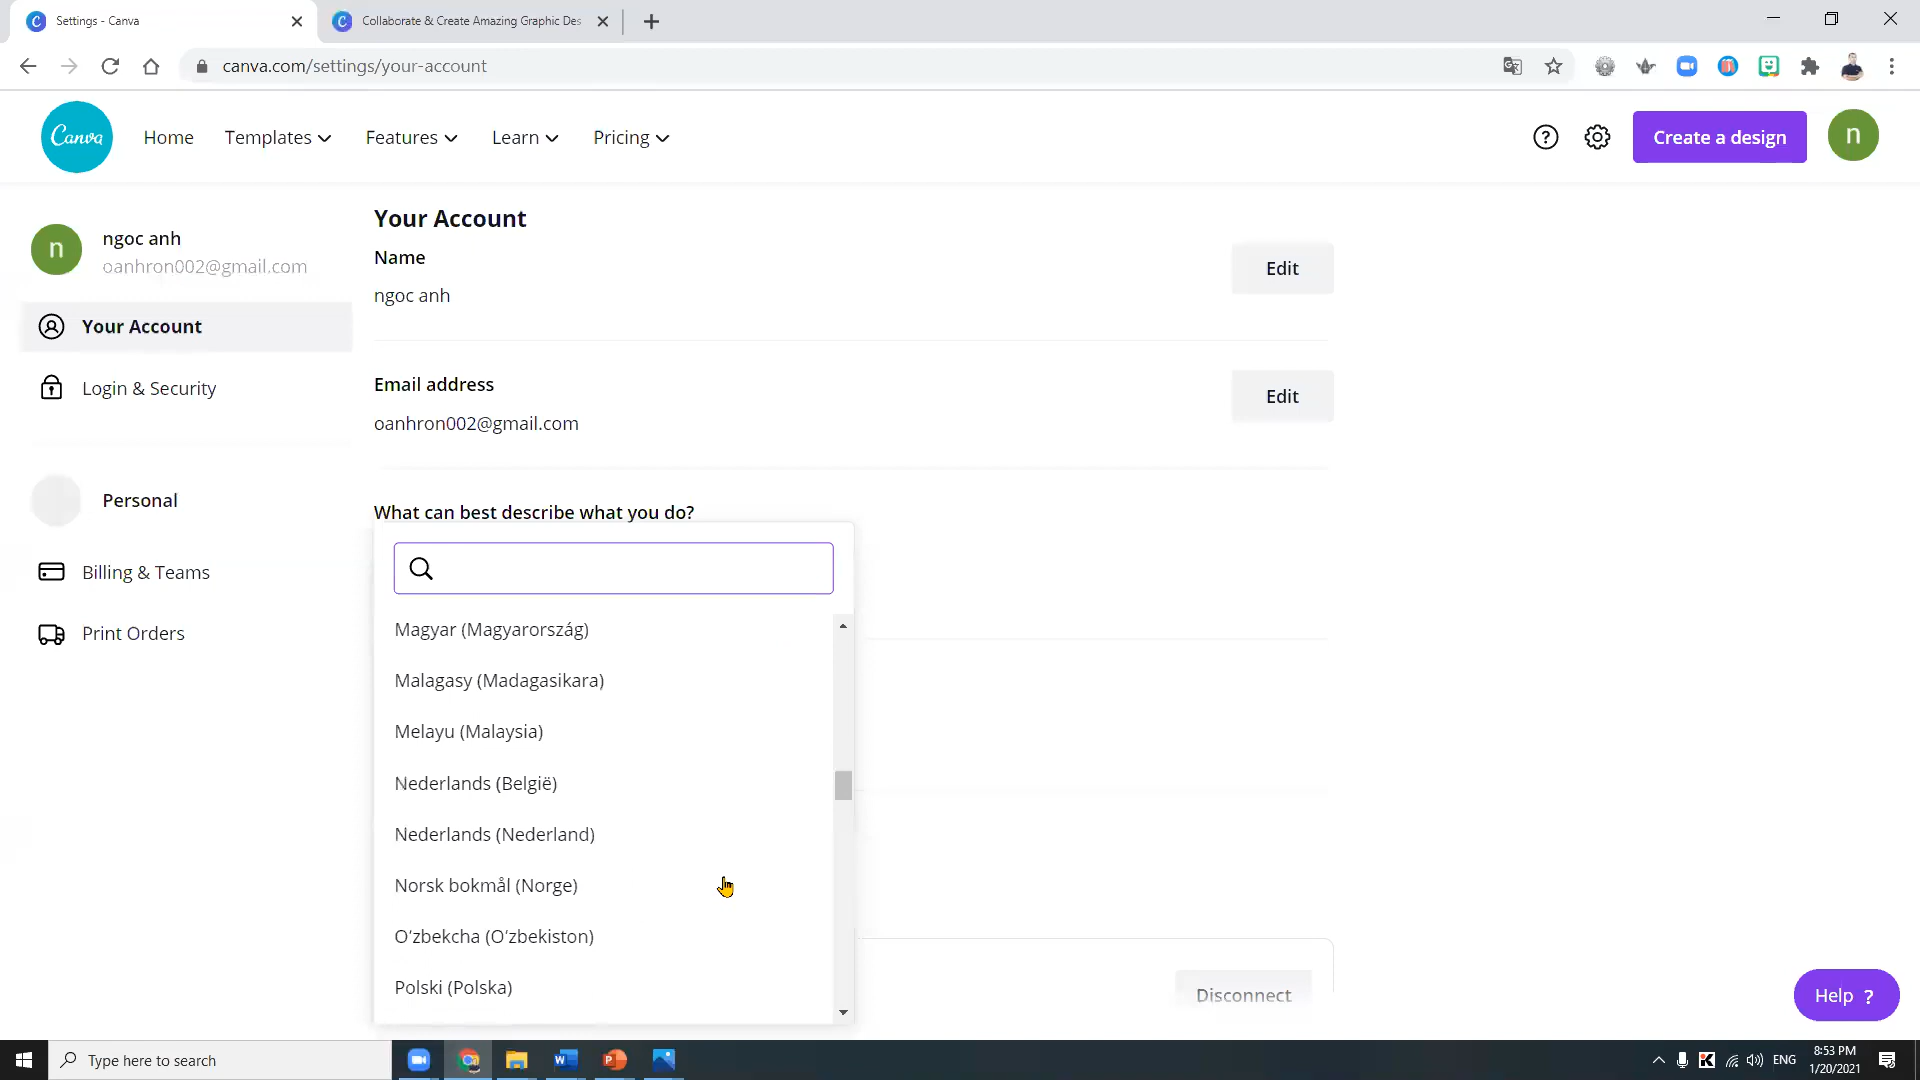 Settings - Canva
Collaborate & Create Amazing Graphic Des
canva.com/settings/your-account
Canva
Home
Templates
Features
Learn
Pricing
Create a design
n
n
ngoc anh
oanhron002@gmail.com
Your Account
Login & Security
Personal
Billing & Teams
Print Orders
Your Account
Name
ngoc anh
Edit
Email address
oanhron002@gmail.com
Edit
What can best describe what you do?
Magyar (Magyarország)
Malagasy (Madagasikara)
Melayu (Malaysia)
Nederlands (België)
Nederlands (Nederland)
Norsk bokmål (Norge)
Oʻzbekcha (Oʻzbekiston)
Polski (Polska)
Disconnect
Help ?
Type here to search
ENG
8:53 PM
1/20/2021